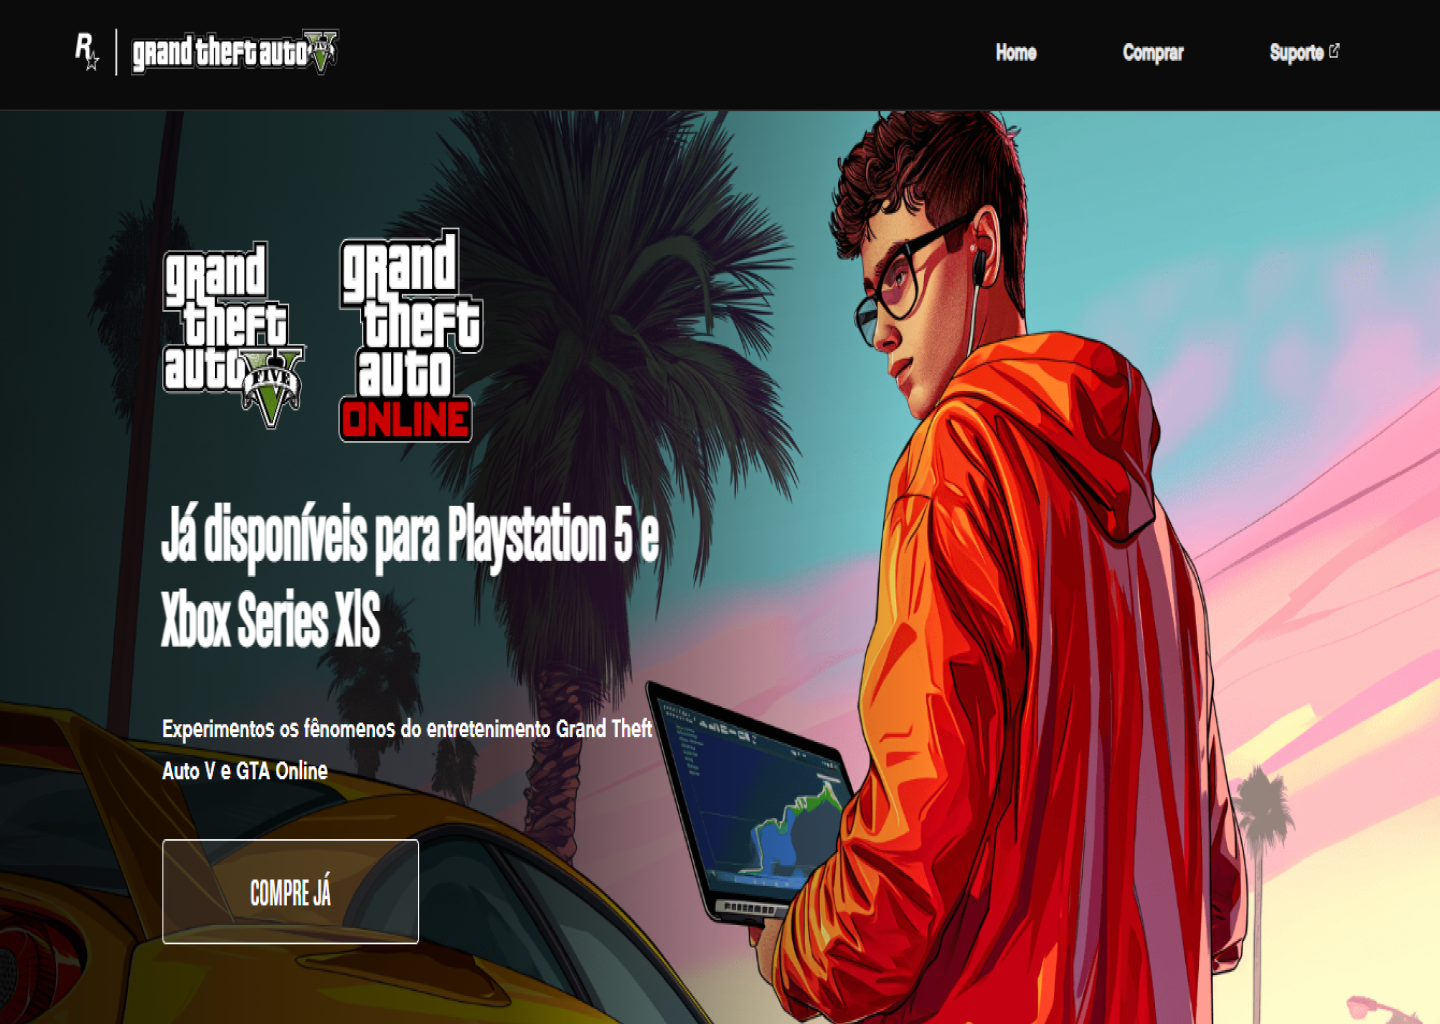 R
grand theft auto V
FIVE
Home
Comprar
Suporte
grand
theft
auto V
FIVE
grand
theft
auto
ONLINE
Já disponíveis para Playstation 5 e
Xbox Series X|S
Experimentos os fênomenos do entretenimento Grand Theft
Auto V e GTA Online
COMPRE JÁ